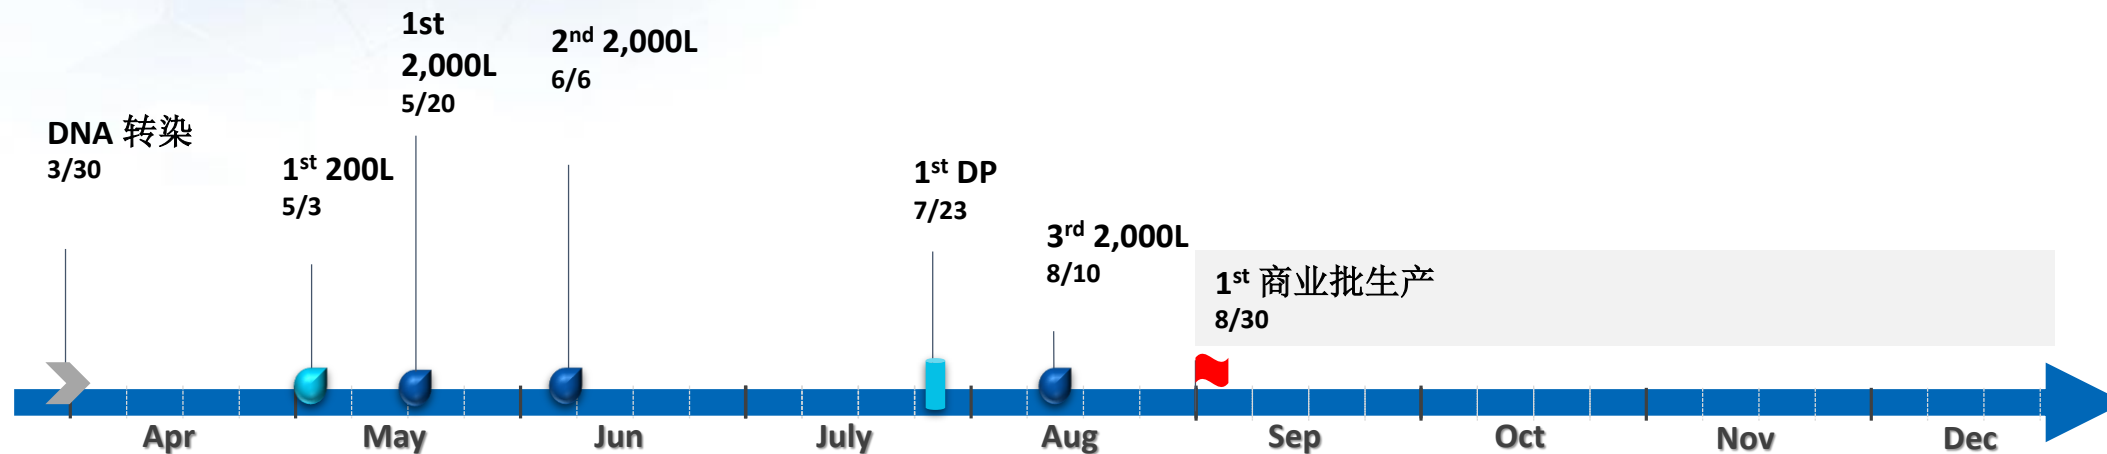 DNA 转染
3/30
1st 200L
5/3
1st
2,000L
5/20
2nd 2,000L
6/6
1st DP
7/23
3rd 2,000L
8/10
1st 商业批生产
8/30
Apr
May
Jun
July
Aug
Sep
Oct
Nov
Dec